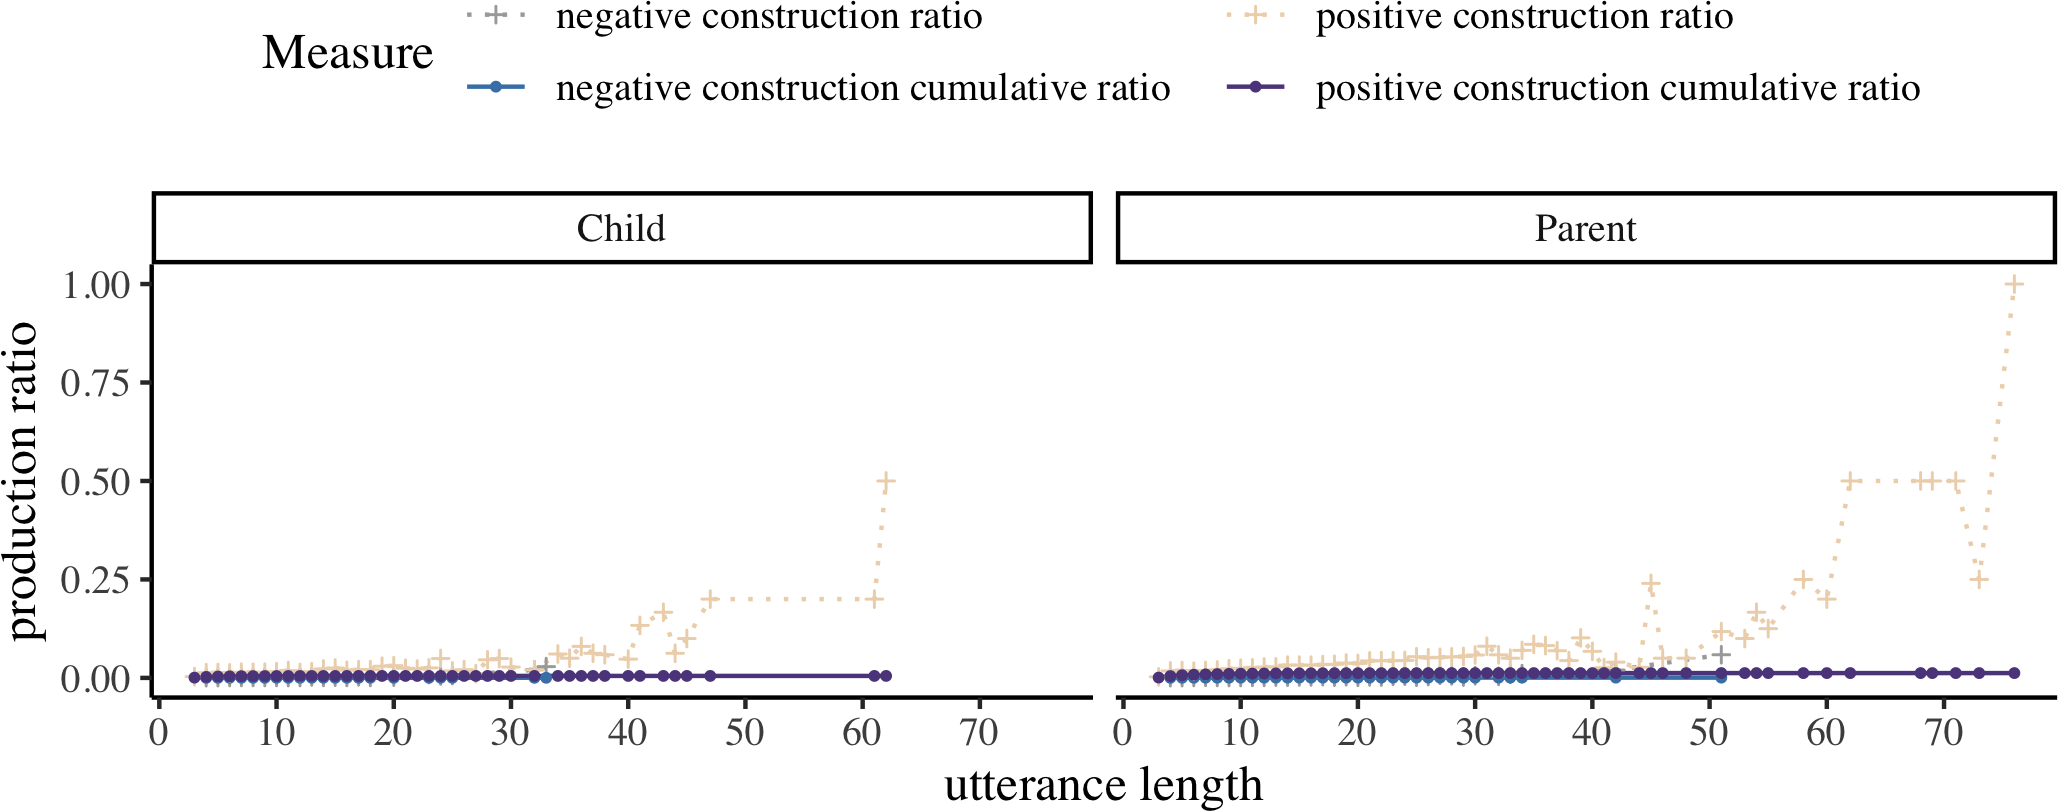 negative construction ratio positive construction ratio
Measure
negative construction cumulative ratio positive construction cumulative ratio
Child Parent
production ratio
1.00
0.75
0.50
0.25
0.00
0 10 20 30 40 50 60 70 0 10 20 30 40 50 60 70
utterance length